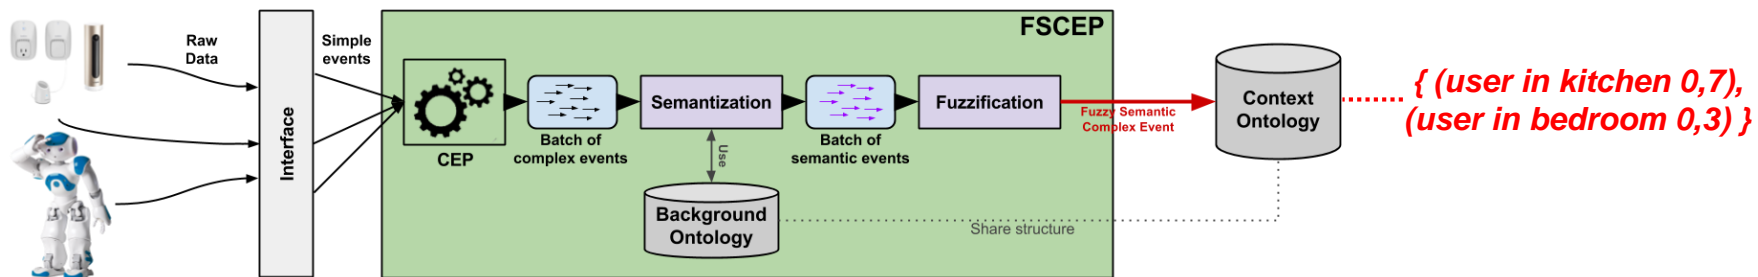 Raw
Data
Interface
Simple
events
FSCEP
CEP
Batch of
complex events
Semantization
Use
Background
Ontology
Batch of
semantic events
Fuzzification
Fuzzy Semantic
Complex Event
Context
Ontology
Share structure
{ (user in kitchen 0,7),
(user in bedroom 0,3) }